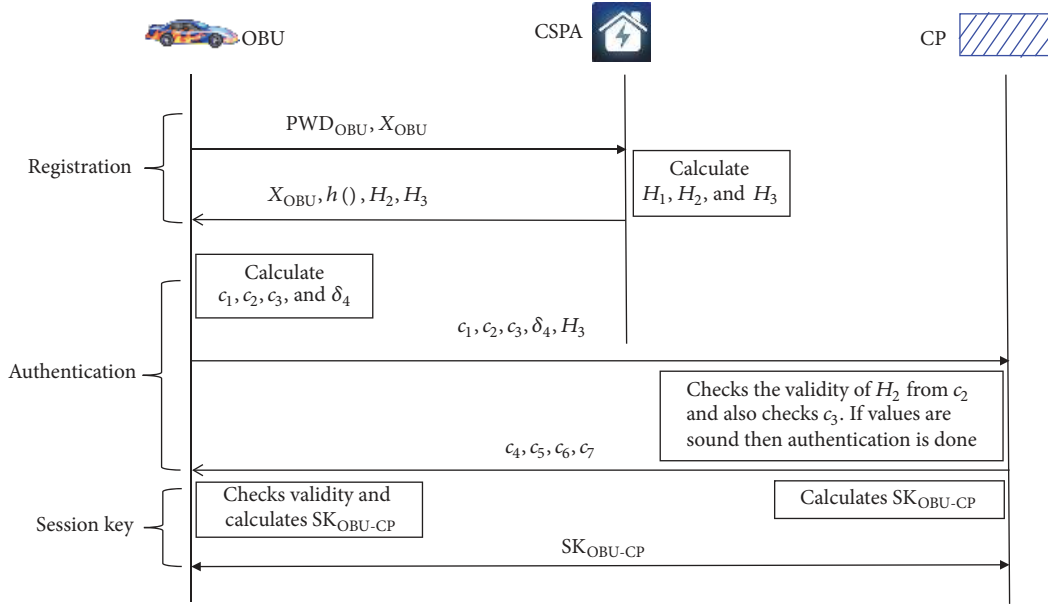 OBU
CSPA
CP
PWD_OBU, X_OBU
Registration
Calculate
H_1, H_2, and H_3
X_OBU, h(), H_2, H_3
Calculate
c_1, c_2, c_3, and δ_4
c_1, c_2, c_3, δ_4, H_3
Authentication
Checks the validity of H_2 from c_2
and also checks c_3. If values are
sound then authentication is done
c_4, c_5, c_6, c_7
Session key
Checks validity and
calculates SK_OBU-CP
Calculates SK_OBU-CP
SK_OBU-CP